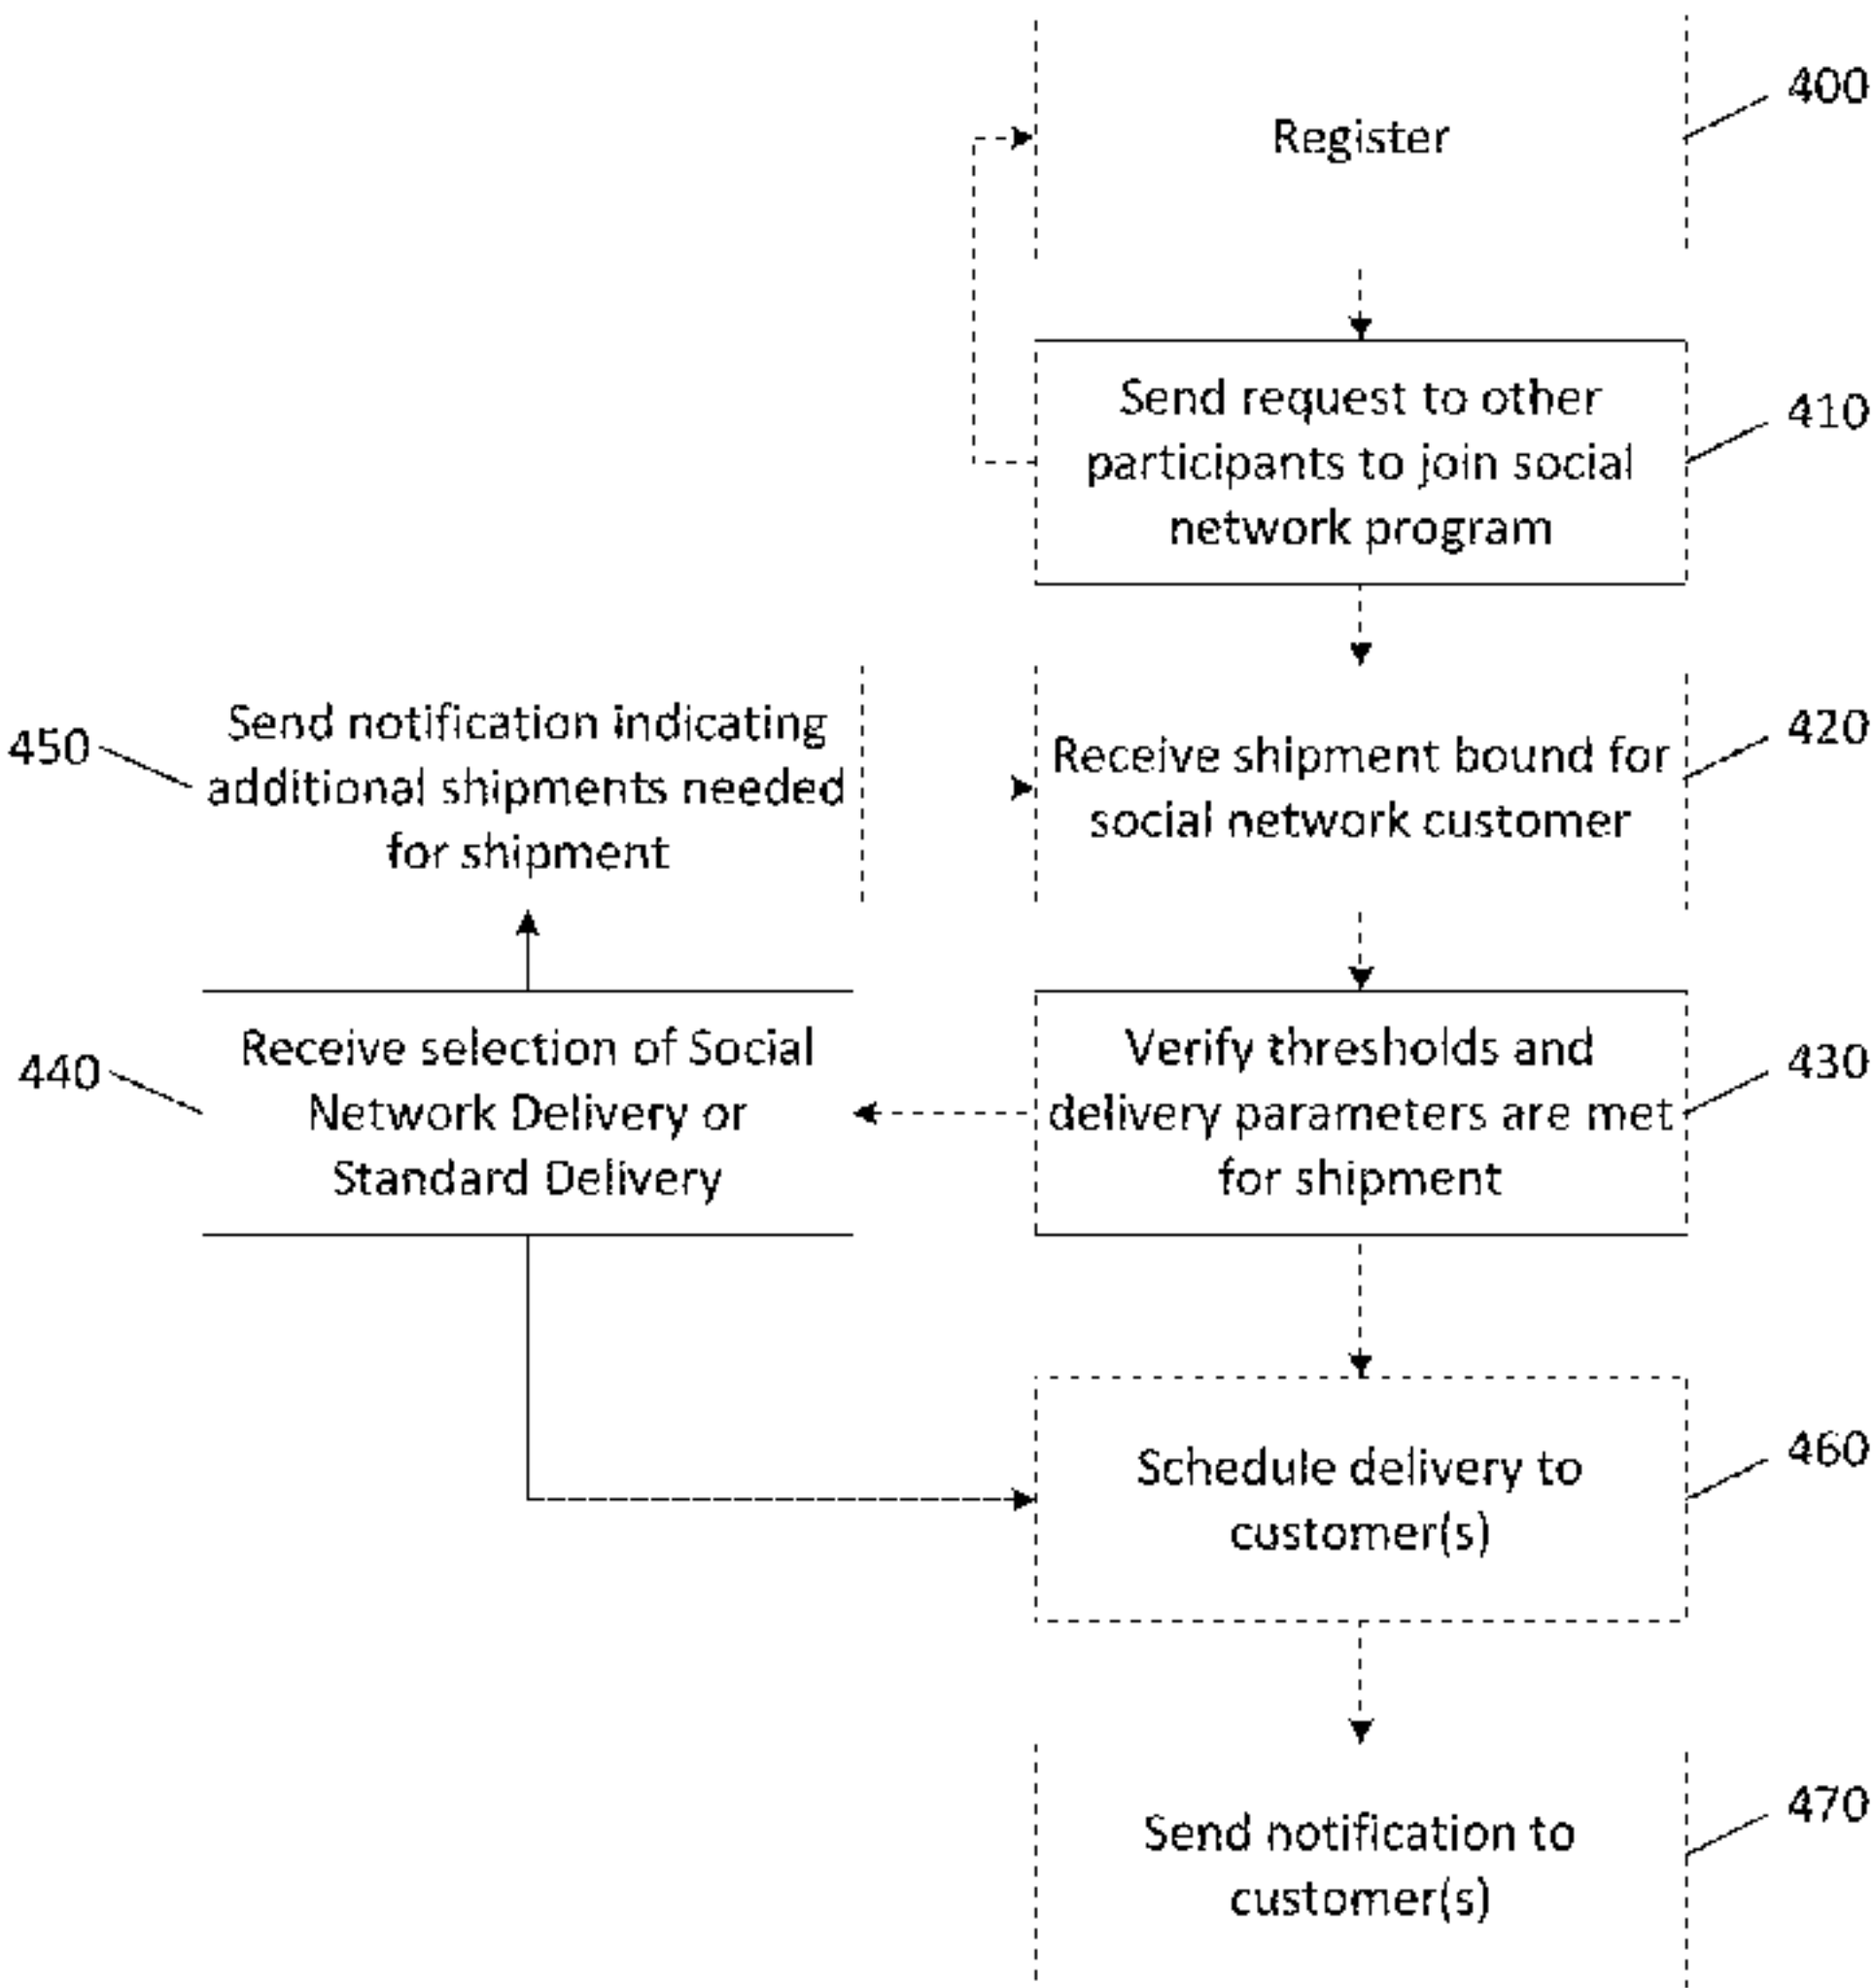 Register
400
Send request to other
participants to join social
network program
410
Send notification indicating
additional shipments needed
for shipment
450
Receive shipment bound for
social network customer
420
Receive selection of Social
Network Delivery or
Standard Delivery
440
Verify thresholds and
delivery parameters are met
for shipment
430
Schedule delivery to
customer(s)
460
Send notification to
customer(s)
470